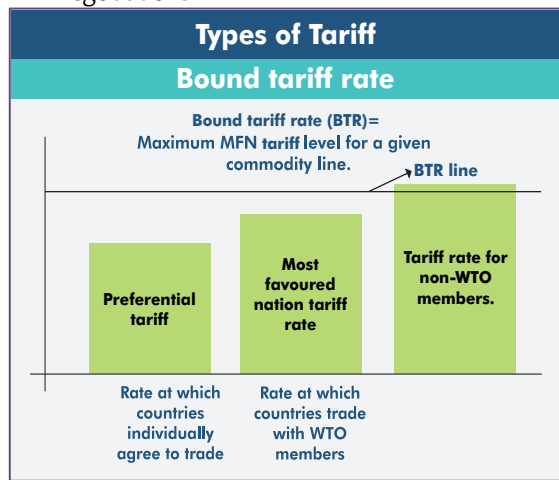 Types of Tariff
Bound tariff rate
Bound tariff rate (BTR)=
Maximum MFN tariff level for a given
commodity line.
BTR line
Preferential
tariff
Most
favoured
nation tariff
rate
Tariff rate for
non-WTO
members.
Rate at which
countries
individually
agree to trade
Rate at which
countries trade
with WTO
members